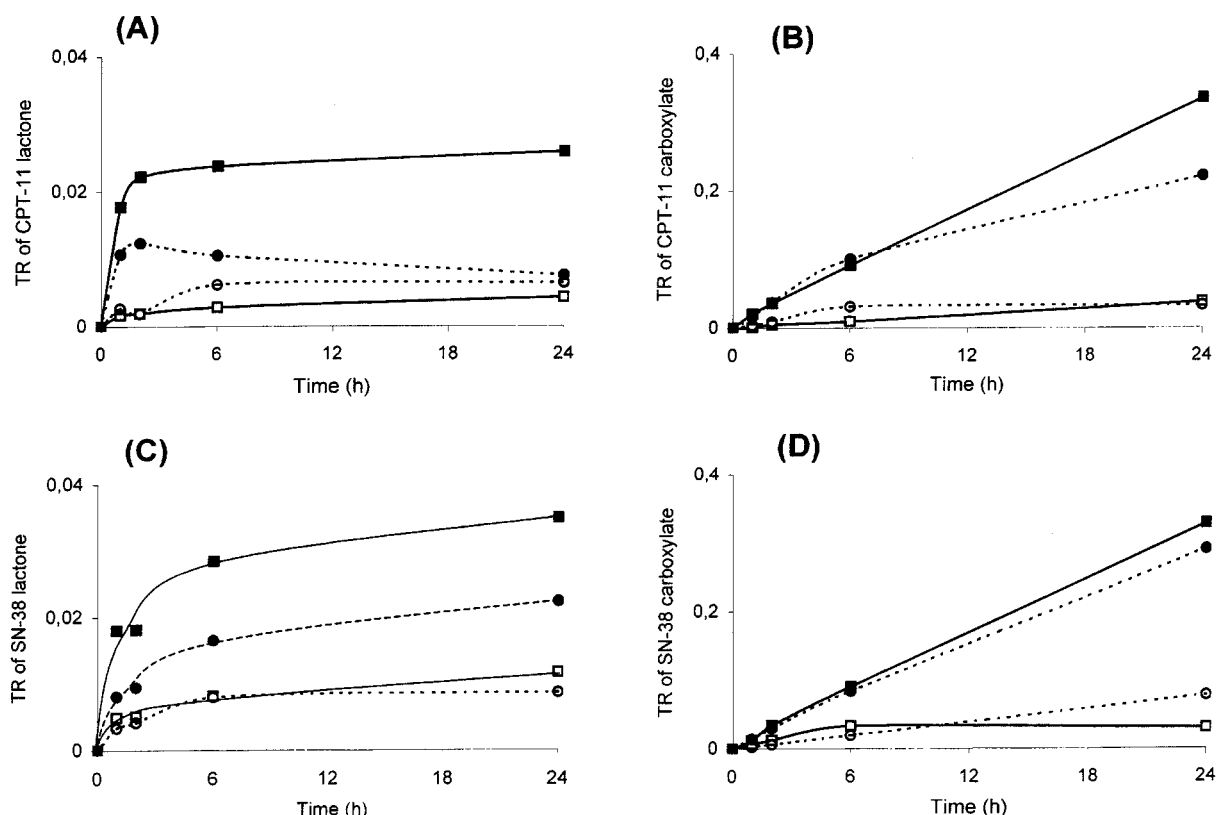 (A)
0,04
0,02
0
TR of CPT-11 lactone
0 6 12 18 24
Time (h)
(B)
0,4
0,2
0
TR of CPT-11 carboxylate
0 6 12 18 24
Time (h)
(C)
0,04
0,02
0
TR of SN-38 lactone
0 6 12 18 24
Time (h)
(D)
0,4
0,2
0
TR of SN-38 carboxylate
0 6 12 18 24
Time (h)